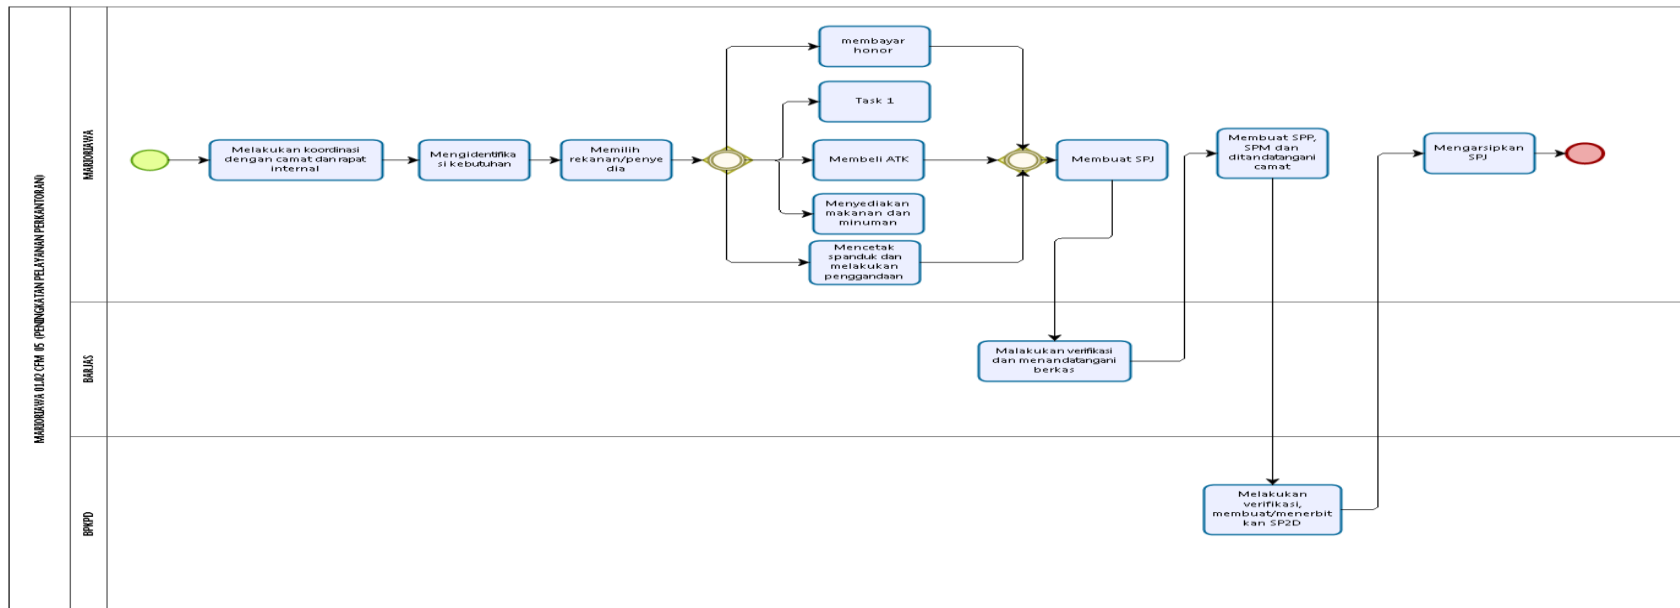 MARIORIAWA 01.02 CFM 05 (PENINGKATAN PELAYANAN PERKANTORAN)
MARIORIAWA
Melakukan koordinasi
dengan camat dan rapat
internal
Mengidentifika
si kebutuhan
Memilih
rekanan/penye
dia
membayar
honor
Task 1
Membeli ATK
Menyediakan
makanan dan
minuman
Mencetak
spanduk dan
melakukan
penggandaan
Membuat SPJ
Membuat SPP,
SPM dan
ditandatangani
camat
Mengarsipkan
SPJ
BARJAS
Malakukan verifikasi
dan menandatangani
berkas
BPKPD
Melakukan
verifikasi,
membuat/menerbit
kan SP2D